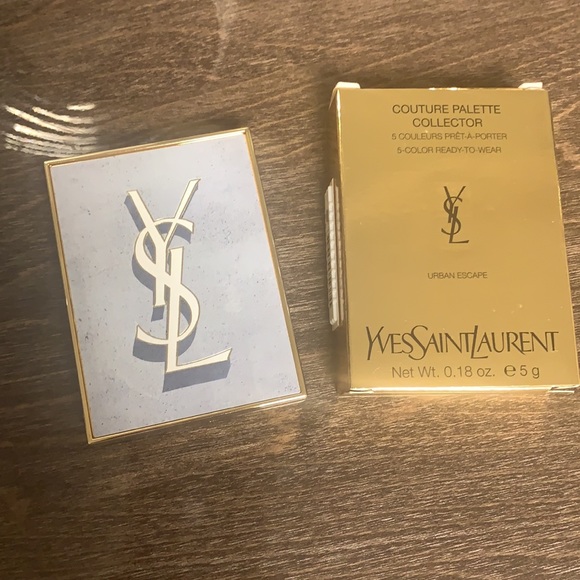 YSL
COUTURE PALETTE
COLLECTOR
5 COULEURS PRÊT-À-PORTER
5-COLOR READY-TO-WEAR
YSL
URBAN ESCAPE
YVESSAINTLAURENT
Net Wt. 0.18 oz. ℮ 5 g